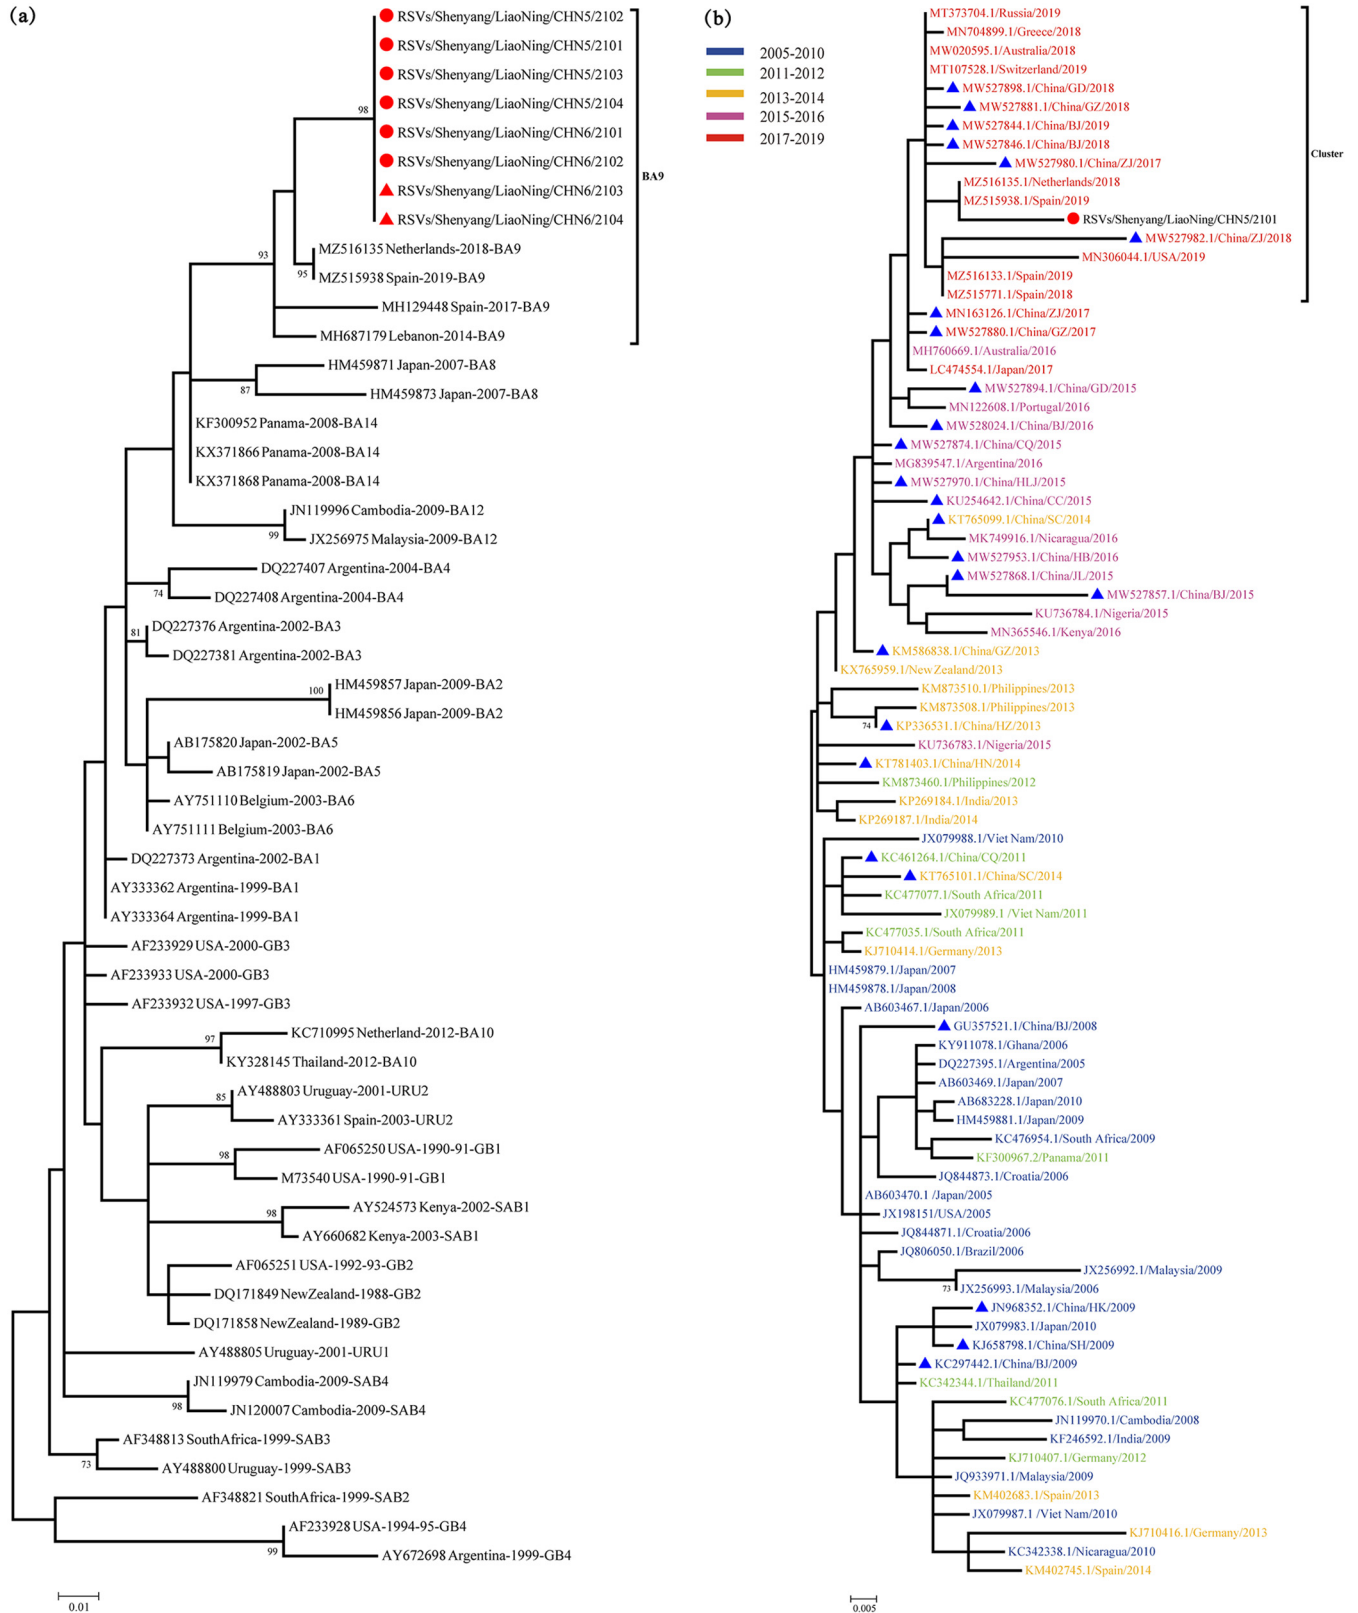 (a)
RSVs/Shenyang/LiaoNing/CHN5/2102
RSVs/Shenyang/LiaoNing/CHN5/2101
RSVs/Shenyang/LiaoNing/CHN5/2103
RSVs/Shenyang/LiaoNing/CHN5/2104
98
RSVs/Shenyang/LiaoNing/CHN6/2101
RSVs/Shenyang/LiaoNing/CHN6/2102
BA9
RSVs/Shenyang/LiaoNing/CHN6/2103
RSVs/Shenyang/LiaoNing/CHN6/2104
93
MZ516135 Netherlands-2018-BA9
95
MZ515938 Spain-2019-BA9
MH129448 Spain-2017-BA9
MH687179 Lebanon-2014-BA9
HM459871 Japan-2007-BA8
87
HM459873 Japan-2007-BA8
KF300952 Panama-2008-BA14
KX371866 Panama-2008-BA14
KX371868 Panama-2008-BA14
JN119996 Cambodia-2009-BA12
99
JX256975 Malaysia-2009-BA12
DQ227407 Argentina-2004-BA4
74
DQ227408 Argentina-2004-BA4
81
DQ227376 Argentina-2002-BA3
DQ227381 Argentina-2002-BA3
100
HM459857 Japan-2009-BA2
HM459856 Japan-2009-BA2
AB175820 Japan-2002-BA5
AB175819 Japan-2002-BA5
AY751110 Belgium-2003-BA6
AY751111 Belgium-2003-BA6
DQ227373 Argentina-2002-BA1
AY333362 Argentina-1999-BA1
AY333364 Argentina-1999-BA1
AF233929 USA-2000-GB3
AF233933 USA-2000-GB3
AF233932 USA-1997-GB3
97
KC710995 Netherland-2012-BA10
KY328145 Thailand-2012-BA10
85
AY488803 Uruguay-2001-URU2
AY333361 Spain-2003-URU2
98
AF065250 USA-1990-91-GB1
M73540 USA-1990-91-GB1
98
AY524573 Kenya-2002-SAB1
AY660682 Kenya-2003-SAB1
AF065251 USA-1992-93-GB2
DQ171849 NewZealand-1988-GB2
DQ171858 NewZealand-1989-GB2
AY488805 Uruguay-2001-URU1
JN119979 Cambodia-2009-SAB4
98
JN120007 Cambodia-2009-SAB4
AF348813 SouthAfrica-1999-SAB3
73
AY488800 Uruguay-1999-SAB3
AF348821 SouthAfrica-1999-SAB2
AF233928 USA-1994-95-GB4
99
AY672698 Argentina-1999-GB4
0.01
(b)
2005-2010
2011-2012
2013-2014
2015-2016
2017-2019
MT373704.1/Russia/2019
MN704899.1/Greece/2018
MW020595.1/Australia/2018
MT107528.1/Switzerland/2019
MW527898.1/China/GD/2018
MW527881.1/China/GZ/2018
MW527844.1/China/BJ/2019
MW527846.1/China/BJ/2018
Cluster
MW527980.1/China/ZJ/2017
MZ516135.1/Netherlands/2018
MZ515938.1/Spain/2019
RSVs/Shenyang/LiaoNing/CHN5/2101
MW527982.1/China/ZJ/2018
MN306044.1/USA/2019
MZ516133.1/Spain/2019
MZ515771.1/Spain/2018
MN163126.1/China/ZJ/2017
MW527880.1/China/GZ/2017
MH760669.1/Australia/2016
LC474554.1/Japan/2017
MW527894.1/China/GD/2015
MN122608.1/Portugal/2016
MW528024.1/China/BJ/2016
MW527874.1/China/CQ/2015
MG839547.1/Argentina/2016
MW527970.1/China/HLJ/2015
KU254642.1/China/CC/2015
KT765099.1/China/SC/2014
MK749916.1/Nicaragua/2016
MW527953.1/China/HB/2016
MW527868.1/China/JL/2015
MW527857.1/China/BJ/2015
KU736784.1/Nigeria/2015
MN365546.1/Kenya/2016
KM586838.1/China/GZ/2013
KX765959.1/New Zealand/2013
KM873510.1/Philippines/2013
KM873508.1/Philippines/2013
74
KP336531.1/China/HZ/2013
KU736783.1/Nigeria/2015
KT781403.1/China/HN/2014
KM873460.1/Philippines/2012
KP269184.1/India/2013
KP269187.1/India/2014
JX079988.1/Viet Nam/2010
KC461264.1/China/CQ/2011
KT765101.1/China/SC/2014
KC477077.1/South Africa/2011
JX079989.1 /Viet Nam/2011
KC477035.1/South Africa/2011
KJ710414.1/Germany/2013
HM459879.1/Japan/2007
HM459878.1/Japan/2008
AB603467.1/Japan/2006
GU357521.1/China/BJ/2008
KY911078.1/Ghana/2006
DQ227395.1/Argentina/2005
AB603469.1/Japan/2007
AB683228.1/Japan/2010
HM459881.1/Japan/2009
KC476954.1/South Africa/2009
KF300967.2/Panama/2011
JQ844873.1/Croatia/2006
AB603470.1 /Japan/2005
JX198151/USA/2005
JQ844871.1/Croatia/2006
JQ806050.1/Brazil/2006
JX256992.1/Malaysia/2009
73
JX256993.1/Malaysia/2006
JN968352.1/China/HK/2009
JX079983.1/Japan/2010
KJ658798.1/China/SH/2009
KC297442.1/China/BJ/2009
KC342344.1/Thailand/2011
KC477076.1/South Africa/2011
JN119970.1/Cambodia/2008
KF246592.1/India/2009
KJ710407.1/Germany/2012
JQ933971.1/Malaysia/2009
KM402683.1/Spain/2013
JX079987.1 /Viet Nam/2010
KJ710416.1/Germany/2013
KC342338.1/Nicaragua/2010
KM402745.1/Spain/2014
0.005